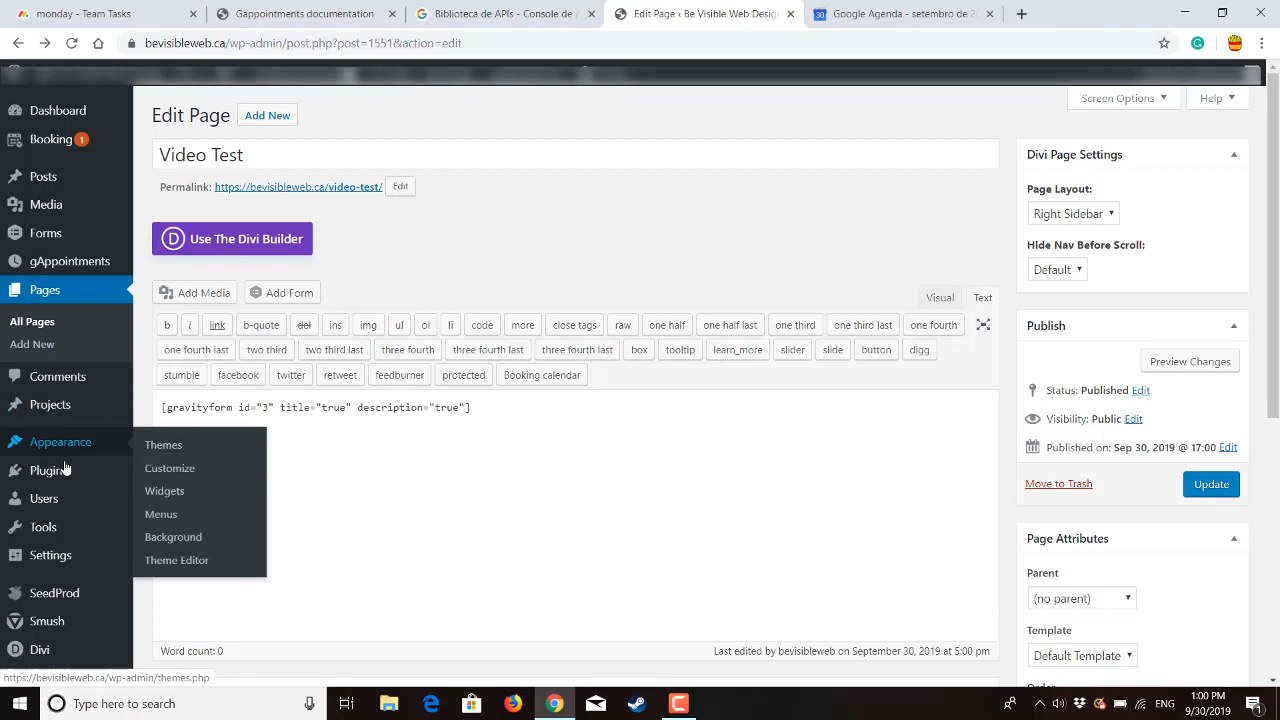 monday - Team Tasks
Gappointments documentation
Biblioteca de APIs - Console de A
Edit Page ‹ Be Visible Web Desig
Google Agenda - setembro de 20
bevisibleweb.ca/wp-admin/post.php?post=1551&action=edit
Screen Options
Help
Dashboard
Booking 1
Posts
Media
Forms
gAppointments
Pages
All Pages
Add New
Comments
Projects
Appearance
Plugins
Users
Tools
Settings
SeedProd
Smush
Divi
Themes
Customize
Widgets
Menus
Background
Theme Editor
Edit Page
Add New
Video Test
Permalink: https://bevisibleweb.ca/video-test/ Edit
D Use The Divi Builder
Add Media
Add Form
Visual
Text
b i link b-quote del ins img ul ol li code more close tags raw one half one half last one third one third last one fourth
one fourth last two third two third last three fourth three fourth last three fourth last box tooltip learn_more slider slide button digg
stumble facebook twitter retweet feedburner protected Booking calendar
[gravityform id="3" title="true" description="true"]
Word count: 0
Last edited by bevisibleweb on September 30, 2019 at 5:00 pm
Divi Page Settings
Page Layout:
Right Sidebar
Hide Nav Before Scroll:
Default
Publish
Preview Changes
Status: Published Edit
Visibility: Public Edit
Published on: Sep 30, 2019 @ 17:00 Edit
Move to Trash
Update
Page Attributes
Parent
(no parent)
Template
Default Template
Order
https://bevisibleweb.ca/wp-admin/themes.php
Type here to search
ENG
1:00 PM
9/30/2019
1